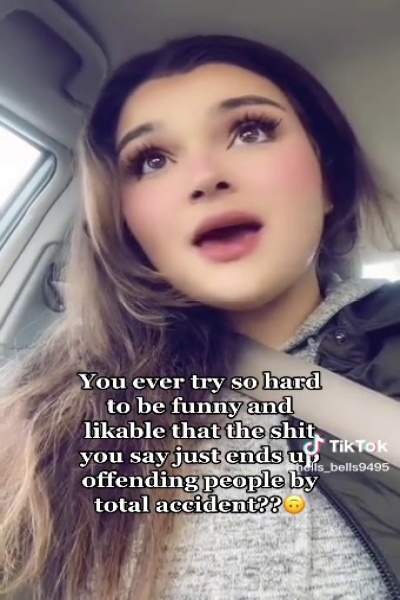 You ever try so hard
to be funny and
likable that the shit
you say just ends up
offending people by
total accident??🙃
TikTok
@hells_bells9495